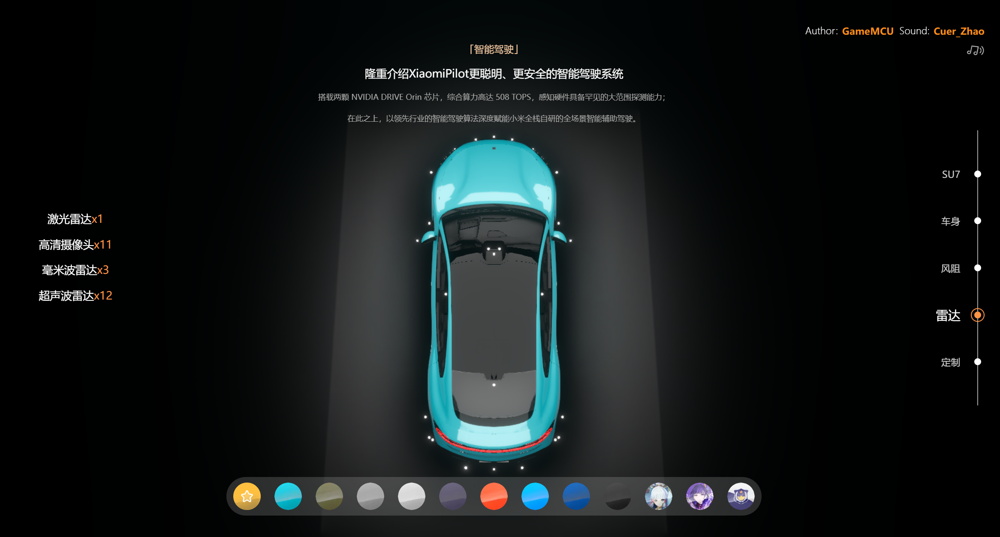 Author: GameMCU Sound: Cuer_Zhao
「智能驾驶」
隆重介绍XiaomiPilot更聪明、更安全的智能驾驶系统
搭载两颗 NVIDIA DRIVE Orin 芯片，综合算力高达 508 TOPS，感知硬件具备罕见的大范围探测能力；
在此之上，以领先行业的智能驾驶算法深度赋能小米全栈自研的全场景智能辅助驾驶。
激光雷达x1
高清摄像头x11
毫米波雷达x3
超声波雷达x12
SU7
车身
风阻
雷达
定制